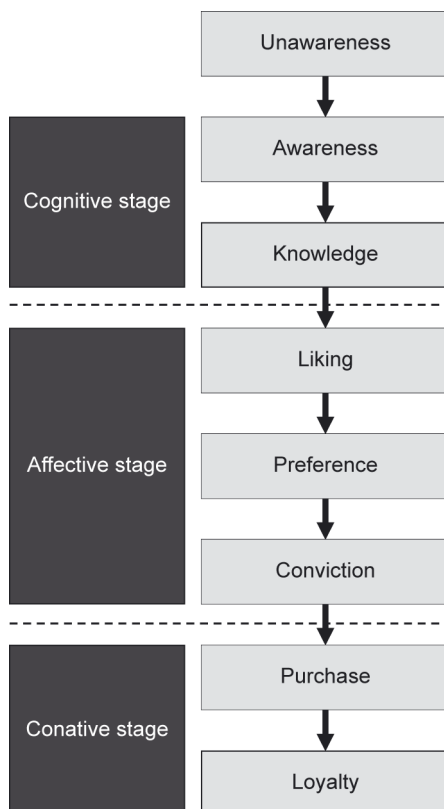 Unawareness
Awareness
Cognitive stage
Knowledge
Liking
Affective stage
Preference
Conviction
Purchase
Conative stage
Loyalty